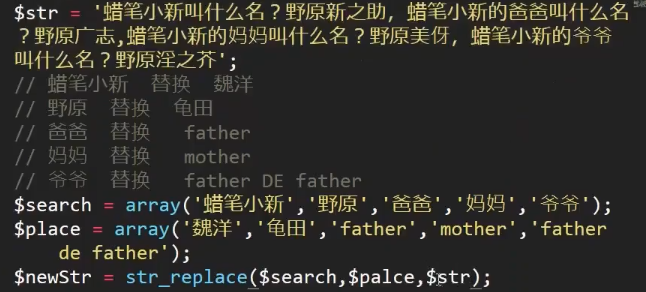 $str = '蜡笔小新叫什么名？野原新之助，蜡笔小新的爸爸叫什么名
？野原广志,蜡笔小新的妈妈叫什么名？野原美伢，蜡笔小新的爷爷
叫什么名？野原淫之芥';
// 蜡笔小新  替换  魏洋
// 野原  替换  龟田
// 爸爸  替换   father
// 妈妈  替换   mother
// 爷爷  替换   father DE father
$search = array('蜡笔小新','野原','爸爸','妈妈','爷爷');
$place = array('魏洋','龟田','father','mother','father
de father');
$newStr = str_replace($search,$palce,$str);